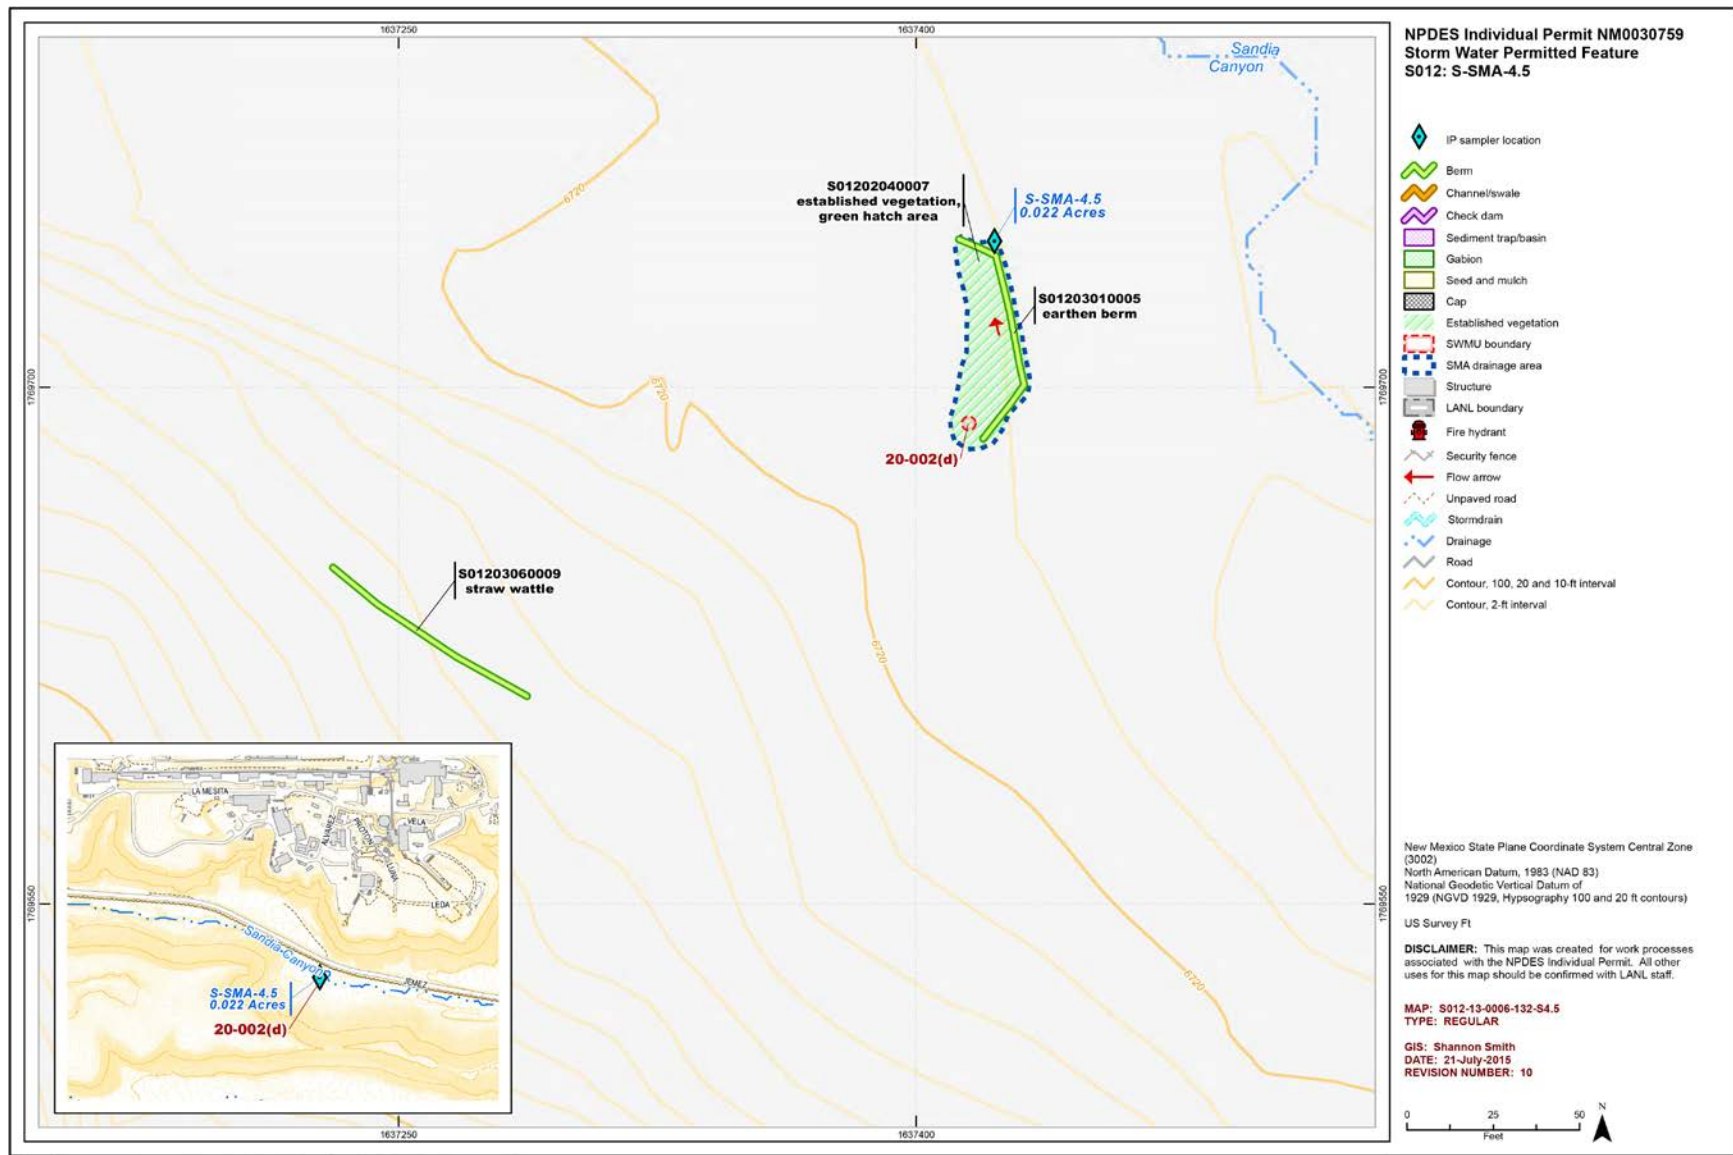 NPDES Individual Permit NM0030759
Storm Water Permitted Feature
S012: S-SMA-4.5
1637250
1637400
Sandia
Canyon
6720
S01202040007
established vegetation,
green hatch area
S-SMA-4.5
0.022 Acres
S01203010005
earthen berm
1769700
1769700
6720
20-002(d)
S01203060009
straw wattle
6720
1769550
1769550
6720
LA MESITA
ALVAREZ
PROTON
VELA
LUNA
LEDA
Sandia Canyon
JEMEZ
S-SMA-4.5
0.022 Acres
20-002(d)
1637250
1637400
IP sampler location
Berm
Channel/swale
Check dam
Sediment trap/basin
Gabion
Seed and mulch
Cap
Established vegetation
SWMU boundary
SMA drainage area
Structure
LANL boundary
Fire hydrant
Security fence
Flow arrow
Unpaved road
Stormdrain
Drainage
Road
Contour, 100, 20 and 10-ft interval
Contour, 2-ft interval
New Mexico State Plane Coordinate System Central Zone
(3002)
North American Datum, 1983 (NAD 83)
National Geodetic Vertical Datum of
1929 (NGVD 1929, Hypsography 100 and 20 ft contours)
US Survey Ft
DISCLAIMER: This map was created for work processes
associated with the NPDES Individual Permit. All other
uses for this map should be confirmed with LANL staff.
MAP: S012-13-0006-132-S4.5
TYPE: REGULAR
GIS: Shannon Smith
DATE: 21-July-2015
REVISION NUMBER: 10
0 25 50
Feet
N